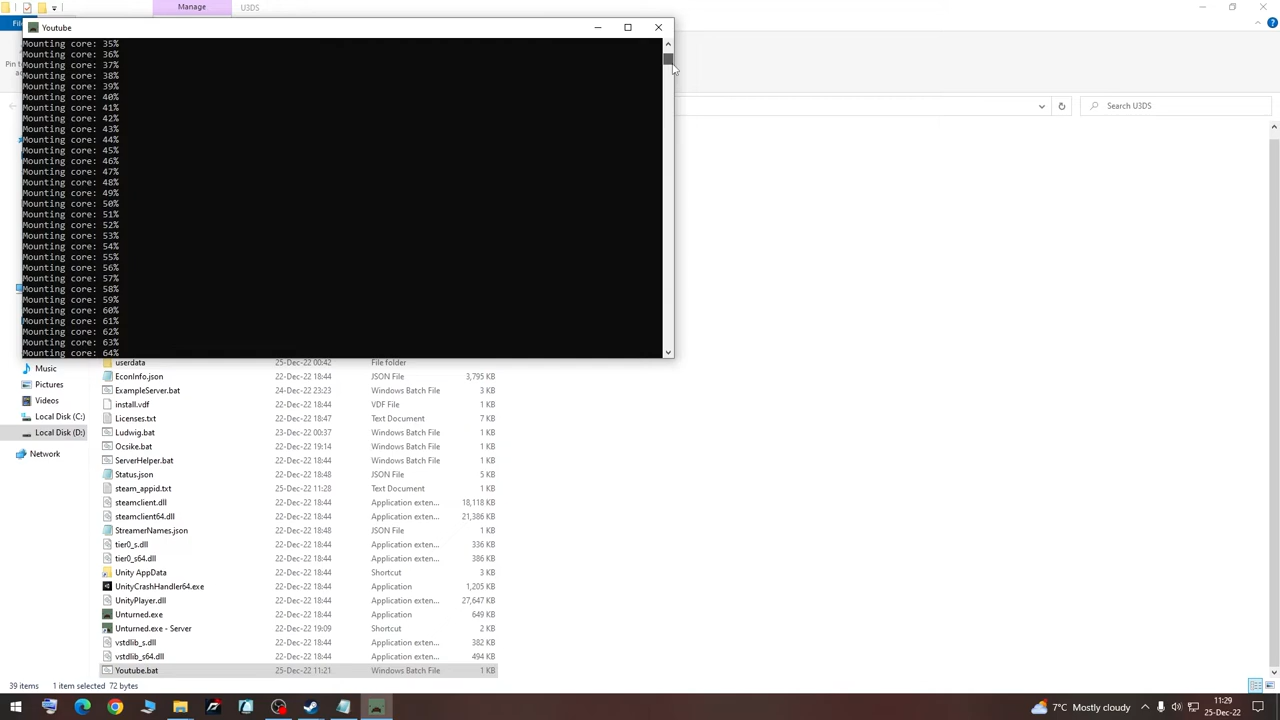 Manage
U3DS
Youtube
Mounting core: 35%
Mounting core: 36%
Mounting core: 37%
Mounting core: 38%
Mounting core: 39%
Mounting core: 40%
Mounting core: 41%
Mounting core: 42%
Mounting core: 43%
Mounting core: 44%
Mounting core: 45%
Mounting core: 46%
Mounting core: 47%
Mounting core: 48%
Mounting core: 49%
Mounting core: 50%
Mounting core: 51%
Mounting core: 52%
Mounting core: 53%
Mounting core: 54%
Mounting core: 55%
Mounting core: 56%
Mounting core: 57%
Mounting core: 58%
Mounting core: 59%
Mounting core: 60%
Mounting core: 61%
Mounting core: 62%
Mounting core: 63%
Mounting core: 64%
Search U3DS
Music
Pictures
Videos
Local Disk (C:)
Local Disk (D:)
Network
userdata 25-Dec-22 00:42 File folder
EconInfo.json 22-Dec-22 18:44 JSON File 3,795 KB
ExampleServer.bat 24-Dec-22 23:23 Windows Batch File 3 KB
install.vdf 22-Dec-22 18:44 VDF File 1 KB
Licenses.txt 22-Dec-22 18:47 Text Document 7 KB
Ludwig.bat 23-Dec-22 00:37 Windows Batch File 1 KB
Ocsike.bat 22-Dec-22 19:14 Windows Batch File 1 KB
ServerHelper.bat 22-Dec-22 18:44 Windows Batch File 1 KB
Status.json 22-Dec-22 18:48 JSON File 5 KB
steam_appid.txt 25-Dec-22 11:28 Text Document 1 KB
steamclient.dll 22-Dec-22 18:44 Application exten... 18,118 KB
steamclient64.dll 22-Dec-22 18:44 Application exten... 21,386 KB
StreamerNames.json 22-Dec-22 18:48 JSON File 1 KB
tier0_s.dll 22-Dec-22 18:44 Application exten... 336 KB
tier0_s64.dll 22-Dec-22 18:44 Application exten... 386 KB
Unity AppData 22-Dec-22 18:44 Shortcut 3 KB
UnityCrashHandler64.exe 22-Dec-22 18:44 Application 1,205 KB
UnityPlayer.dll 22-Dec-22 18:44 Application exten... 27,647 KB
Unturned.exe 22-Dec-22 18:44 Application 649 KB
Unturned.exe - Server 22-Dec-22 19:09 Shortcut 2 KB
vstdlib_s.dll 22-Dec-22 18:44 Application exten... 382 KB
vstdlib_s64.dll 22-Dec-22 18:44 Application exten... 494 KB
Youtube.bat 25-Dec-22 11:21 Windows Batch File 1 KB
39 items 1 item selected 72 bytes
7°C Mostly cloudy
11:29
25-Dec-22